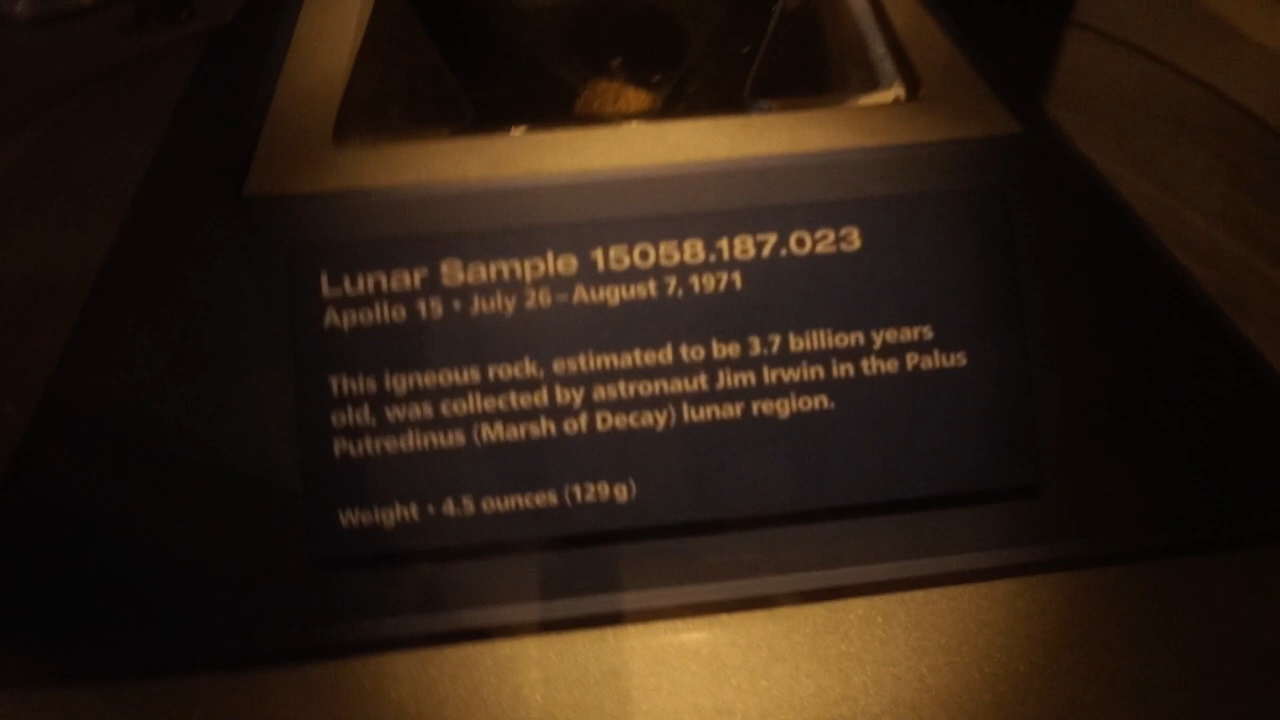 Lunar Sample 15058.187.023
Apollo 15 • July 26–August 7, 1971
This igneous rock, estimated to be 3.7 billion years
old, was collected by astronaut Jim Irwin in the Palus
Putredinus (Marsh of Decay) lunar region.
Weight • 4.5 ounces (129 g)